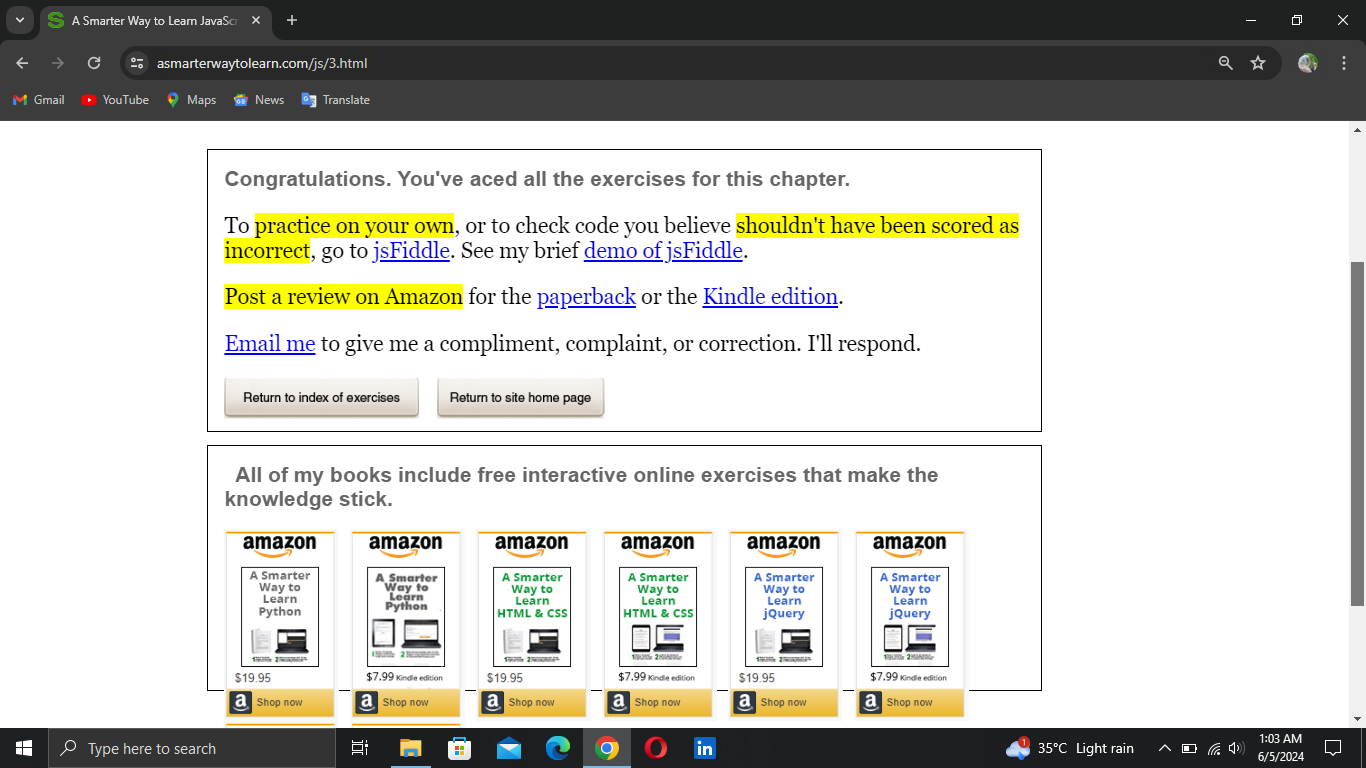 A Smarter Way to Learn JavaScr
asmarterwaytolearn.com/js/3.html
Gmail YouTube Maps News Translate
Congratulations. You've aced all the exercises for this chapter.
To practice on your own, or to check code you believe shouldn't have been scored as
incorrect, go to jsFiddle. See my brief demo of jsFiddle.
Post a review on Amazon for the paperback or the Kindle edition.
Email me to give me a compliment, complaint, or correction. I'll respond.
Return to index of exercises Return to site home page
All of my books include free interactive online exercises that make the
knowledge stick.
amazon amazon amazon amazon amazon amazon
A Smarter A Smarter A Smarter A Smarter A Smarter A Smarter
Way to Way to Way to Way to Way to Way to
Learn Learn Learn Learn Learn Learn
Python Python HTML & CSS HTML & CSS jQuery jQuery
$19.95 $7.99 Kindle edition $19.95 $7.99 Kindle edition $19.95 $7.99 Kindle edition
Shop now Shop now Shop now Shop now Shop now Shop now
Type here to search
1 35°C Light rain 1:03 AM
6/5/2024